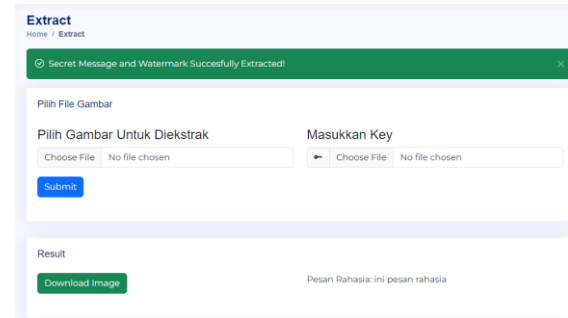 Extract
Home / Extract
Secret Message and Watermark Succesfully Extracted!
Pilih File Gambar
Pilih Gambar Untuk Diekstrak
Masukkan Key
Choose File No file chosen
Choose File No file chosen
Submit
Result
Download Image
Pesan Rahasia: ini pesan rahasia